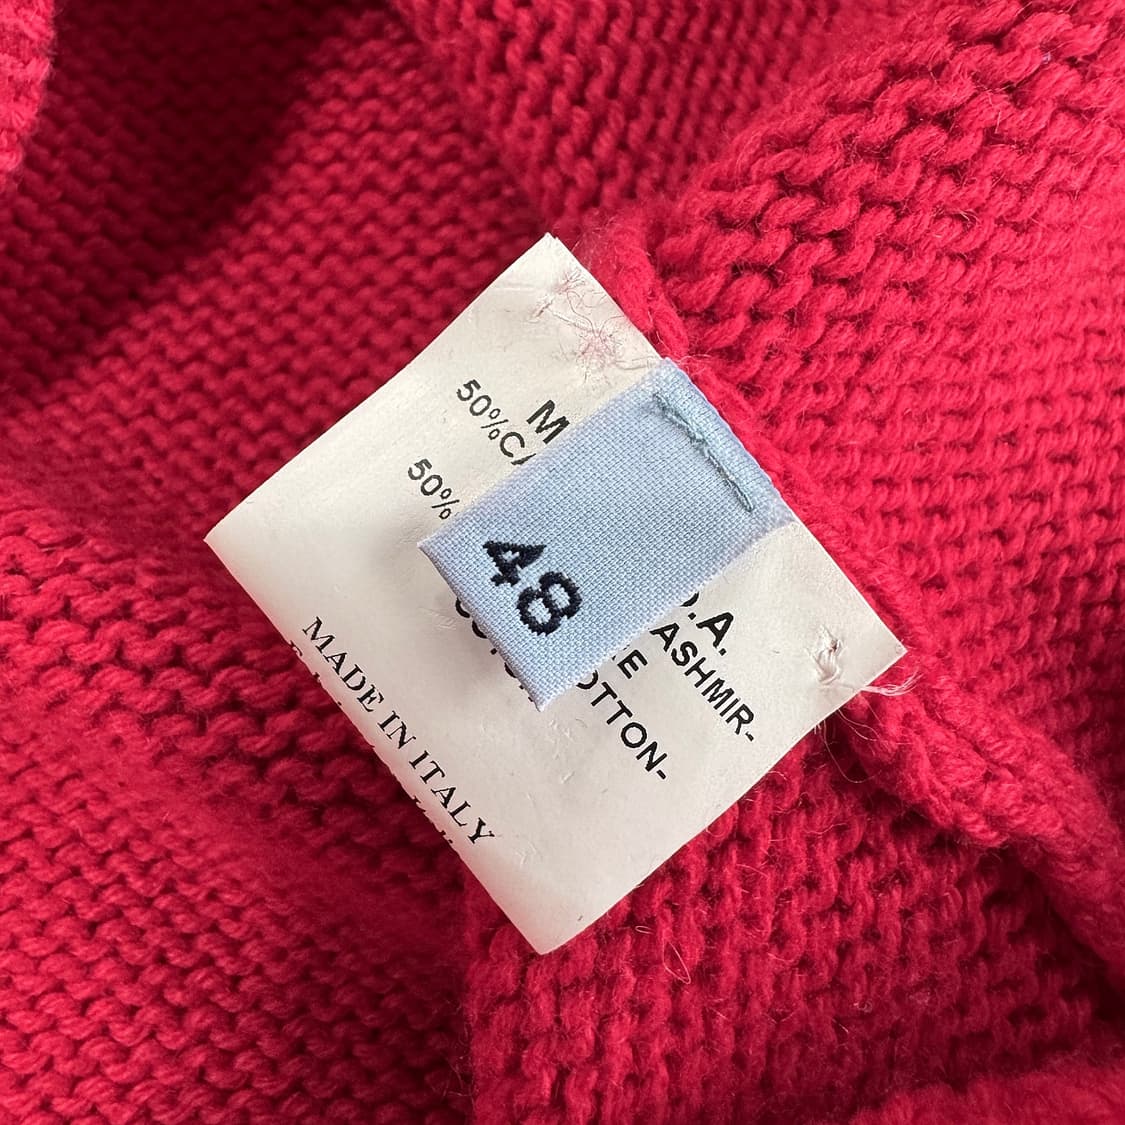 48
M .A.
50%CA ASHMIR-
E
50% OTTON-
MADE IN ITALY